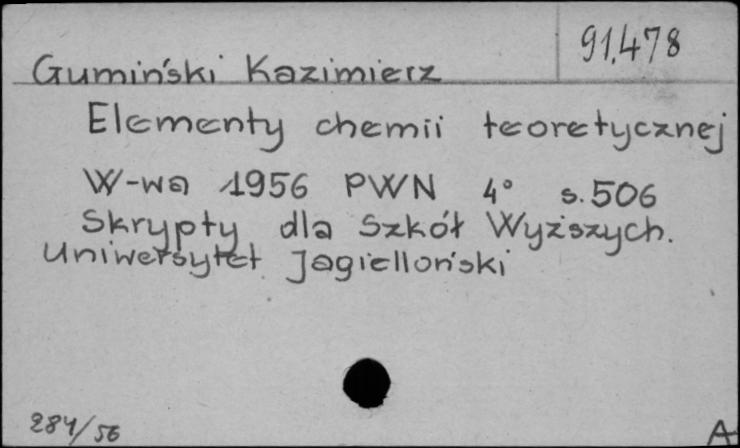 91,478
Gumiński Kazimierz
Elementy chemii teoretycznej
W-wa 1956 PWN 4° s. 506
Skrypty dla Szkół Wyższych.
Uniwersytet Jagielloński
284/56
A